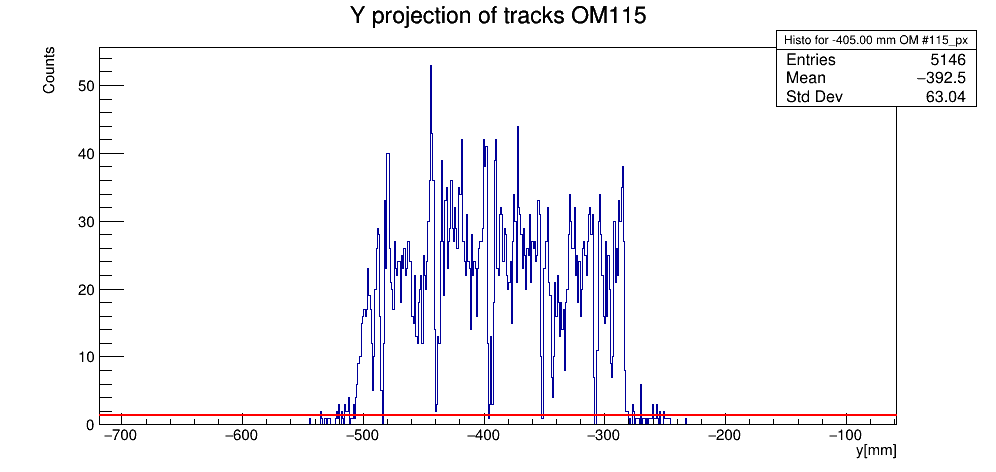 Y projection of tracks OM115
Histo for -405.00 mm OM #115_px
Entries 5146
Mean −392.5
Std Dev 63.04
Counts
50
40
30
20
10
0
−700 −600 −500 −400 −300 −200 −100
y[mm]